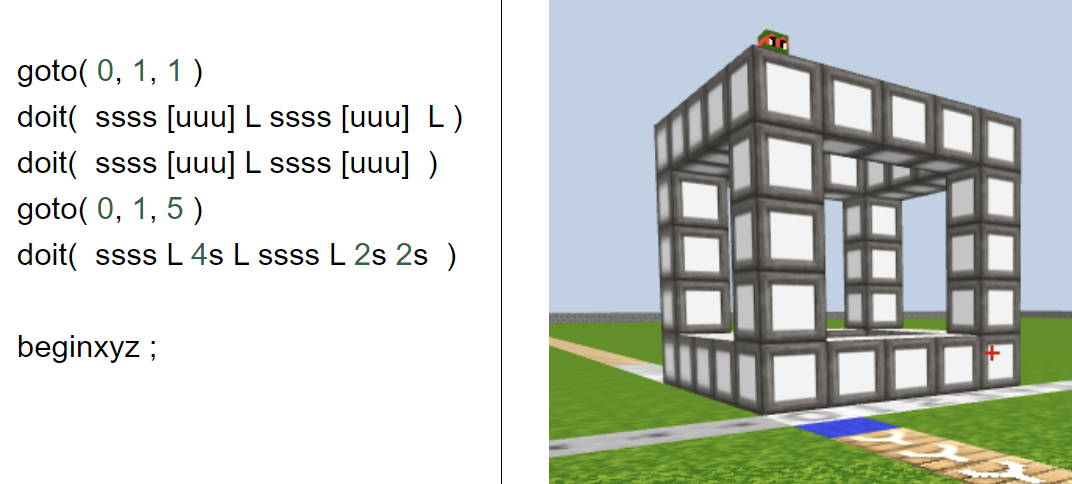 goto( 0, 1, 1 )
doit(  ssss [uuu] L ssss [uuu]  L )
doit(  ssss [uuu] L ssss [uuu]  )
goto( 0, 1, 5 )
doit(  ssss L 4s L ssss L 2s 2s  )
beginxyz ;